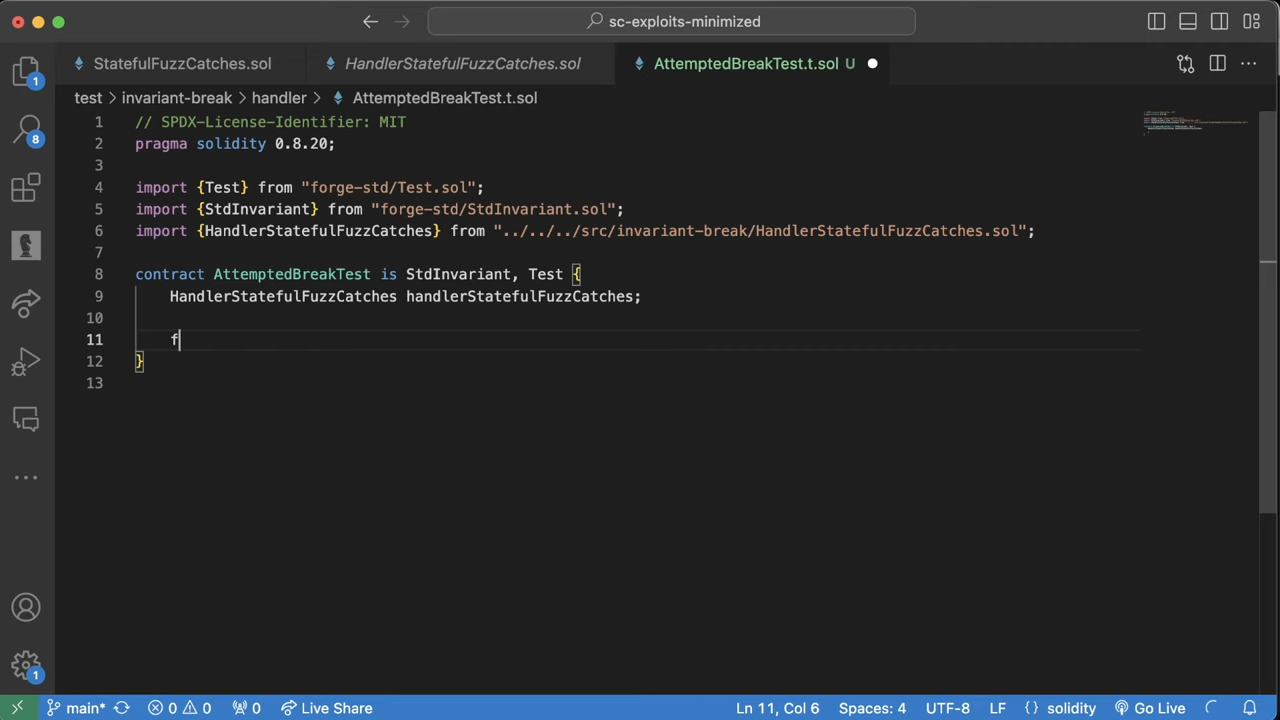 sc-exploits-minimized
StatefulFuzzCatches.sol
HandlerStatefulFuzzCatches.sol
AttemptedBreakTest.t.sol U
test > invariant-break > handler > AttemptedBreakTest.t.sol
1 // SPDX-License-Identifier: MIT
2 pragma solidity 0.8.20;
3
4 import {Test} from "forge-std/Test.sol";
5 import {StdInvariant} from "forge-std/StdInvariant.sol";
6 import {HandlerStatefulFuzzCatches} from "../../../src/invariant-break/HandlerStatefulFuzzCatches.sol";
7
8 contract AttemptedBreakTest is StdInvariant, Test {
9 HandlerStatefulFuzzCatches handlerStatefulFuzzCatches;
10
11 f
12 }
13
1
8
1
main* 0 0 0 Live Share Ln 11, Col 6 Spaces: 4 UTF-8 LF {} solidity Go Live